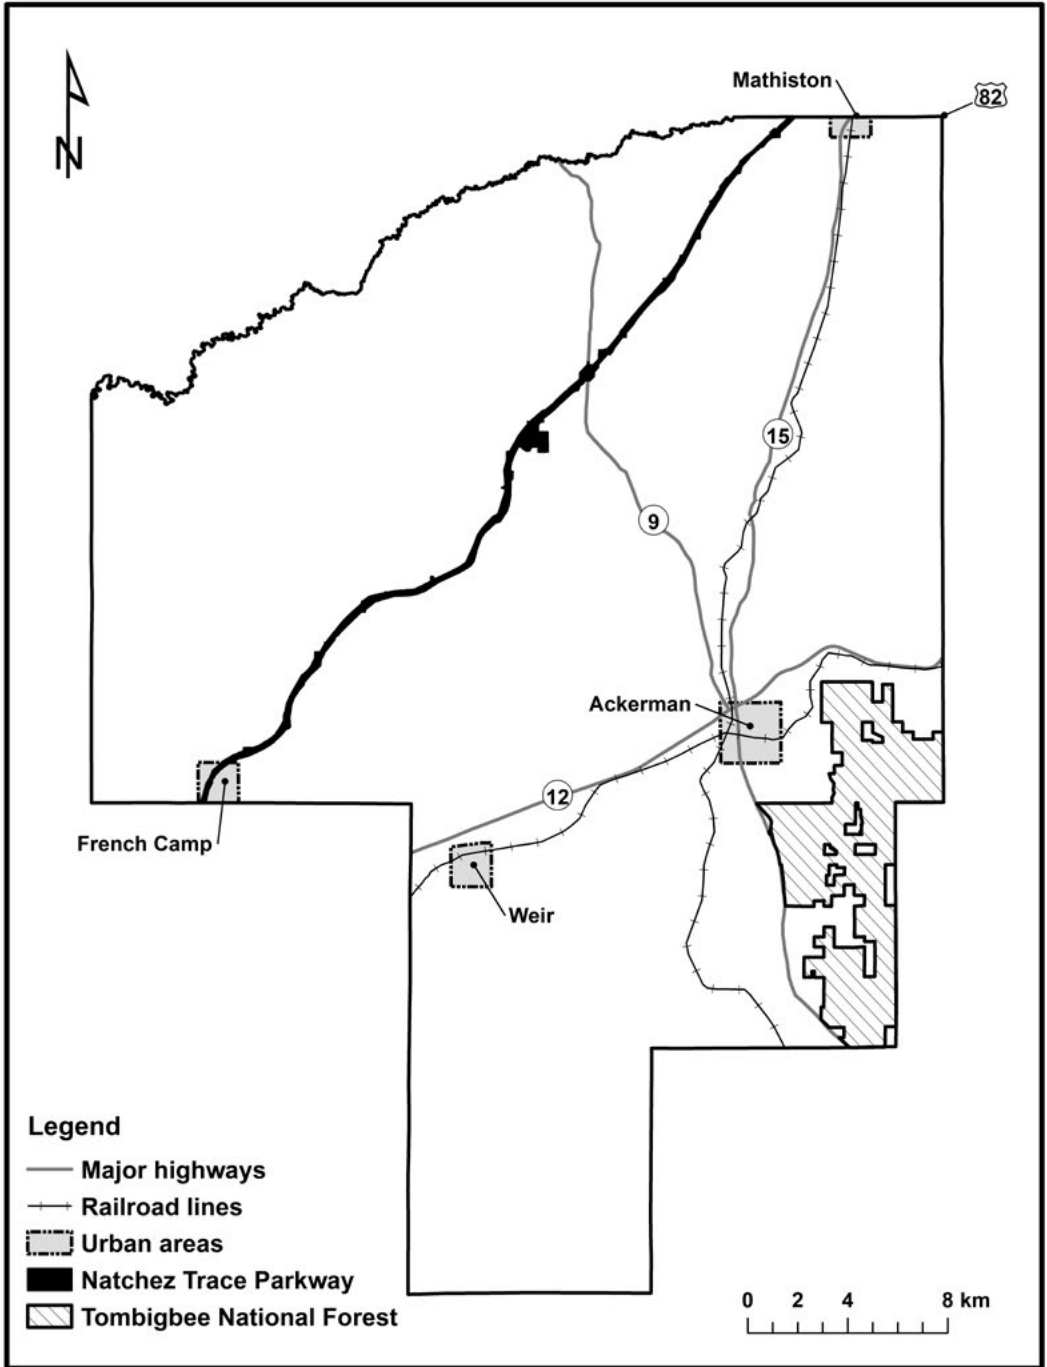 Mathiston
82
N
15
9
Ackerman
12
French Camp
Weir
Legend
Major highways
Railroad lines
Urban areas
Natchez Trace Parkway
Tombigbee National Forest
0 2 4 8 km